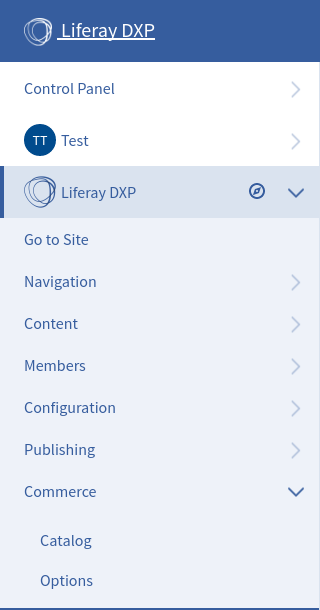 Liferay DXP
Control Panel
TT Test
Liferay DXP
Go to Site
Navigation
Content
Members
Configuration
Publishing
Commerce
Catalog
Options